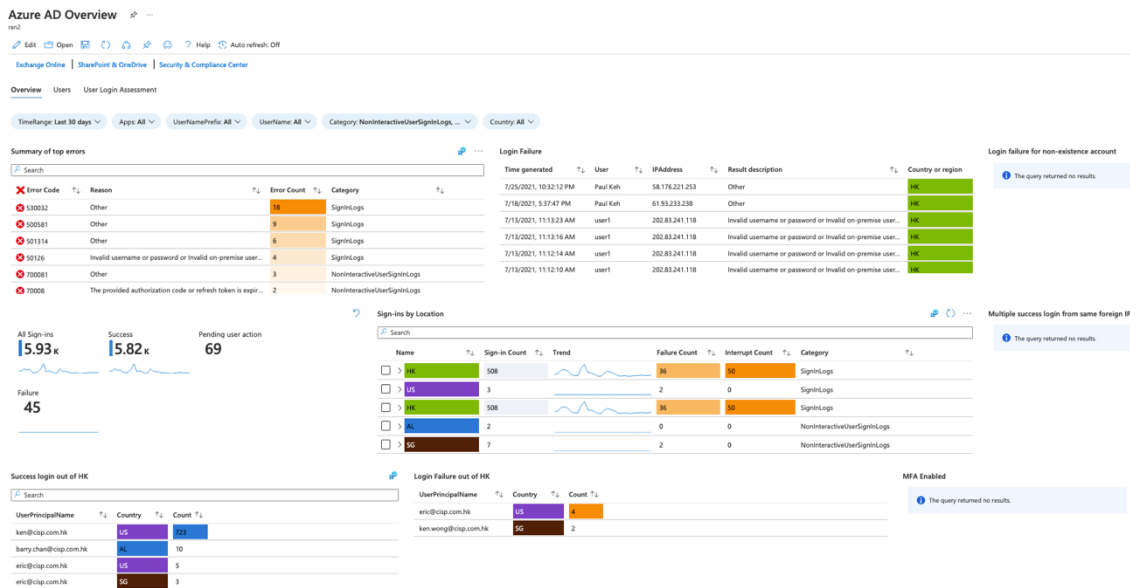 Azure AD Overview
ran2
Edit Open Help Auto refresh: Off
Exchange Online | SharePoint & OneDrive | Security & Compliance Center
Overview Users User Login Assessment
TimeRange: Last 30 days Apps: All UserNamePrefix: All UserName: All Category: NonInteractiveUserSignInLogs, ... Country: All
Summary of top errors
Search
Error Code Reason Error Count Category
530032 Other 18 SignInLogs
500581 Other 9 SignInLogs
501314 Other 6 SignInLogs
50126 Invalid username or password or Invalid on-premise user... 4 SignInLogs
700081 Other 3 NonInteractiveUserSignInLogs
70008 The provided authorization code or refresh token is expir... 2 NonInteractiveUserSignInLogs
Login Failure
Time generated User IPAddress Result description Country or region
7/25/2021, 10:32:12 PM Paul Keh 58.176.221.253 Other HK
7/18/2021, 5:37:47 PM Paul Keh 61.93.233.238 Other HK
7/13/2021, 11:13:23 AM user1 202.83.241.118 Invalid username or password or Invalid on-premise user... HK
7/13/2021, 11:13:16 AM user1 202.83.241.118 Invalid username or password or Invalid on-premise user... HK
7/13/2021, 11:12:14 AM user1 202.83.241.118 Invalid username or password or Invalid on-premise user... HK
7/13/2021, 11:12:10 AM user1 202.83.241.118 Invalid username or password or Invalid on-premise user... HK
Login failure for non-existence account
The query returned no results.
All Sign-ins Success Pending user action
5.93 K 5.82 K 69
Failure
45
Sign-ins by Location
Search
Name Sign-in Count Trend Failure Count Interrupt Count Category
HK 508 36 50 SignInLogs
US 3 2 0 SignInLogs
HK 508 36 50 SignInLogs
AL 2 0 0 NonInteractiveUserSignInLogs
SG 7 2 0 NonInteractiveUserSignInLogs
Multiple success login from same foreign IP
The query returned no results.
Success login out of HK
Search
UserPrincipalName Country Count
ken@cisp.com.hk US 723
barry.chan@cisp.com.hk AL 10
eric@cisp.com.hk US 5
eric@cisp.com.hk SG 3
Login Failure out of HK
UserPrincipalName Country Count
eric@cisp.com.hk US 4
ken.wong@cisp.com.hk SG 2
MFA Enabled
The query returned no results.